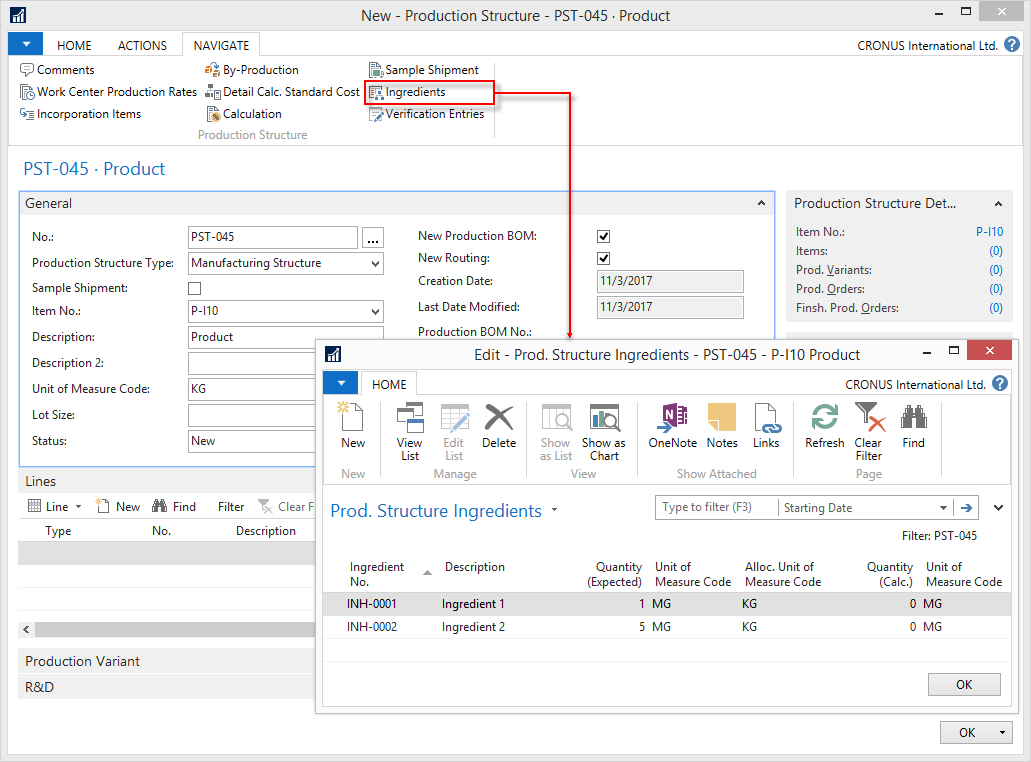 New - Production Structure - PST-045 · Product
HOME ACTIONS NAVIGATE CRONUS International Ltd. ?
Comments By-Production Sample Shipment
Work Center Production Rates Detail Calc. Standard Cost Ingredients
Incorporation Items Calculation Verification Entries
Production Structure
PST-045 · Product
General
No.: PST-045 ...
Production Structure Type: Manufacturing Structure
Sample Shipment:
Item No.: P-I10
Description: Product
Description 2:
Unit of Measure Code: KG
Lot Size:
Status: New
New Production BOM:
New Routing:
Creation Date: 11/3/2017
Last Date Modified: 11/3/2017
Production BOM No.:
Production Structure Det...
Item No.: P-I10
Items: (0)
Prod. Variants: (0)
Prod. Orders: (0)
Finsh. Prod. Orders: (0)
Lines
Line New Find Filter Clear F
Type No. Description
Production Variant
R&D
Edit - Prod. Structure Ingredients - PST-045 - P-I10 Product
HOME CRONUS International Ltd. ?
New View List Edit List Delete Show as List Show as Chart OneNote Notes Links Refresh Clear Filter Find
New Manage View Show Attached Page
Prod. Structure Ingredients Type to filter (F3) Starting Date
Filter: PST-045
Ingredient No. Description Quantity (Expected) Unit of Measure Code Alloc. Unit of Measure Code Quantity (Calc.) Unit of Measure Code
INH-0001 Ingredient 1 1 MG KG 0 MG
INH-0002 Ingredient 2 5 MG KG 0 MG
OK
OK